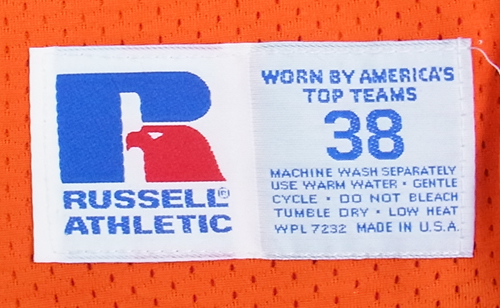 RUSSELL®
ATHLETIC
WORN BY AMERICA'S
TOP TEAMS
38
MACHINE WASH SEPARATELY
USE WARM WATER • GENTLE
CYCLE • DO NOT BLEACH
TUMBLE DRY • LOW HEAT
WPL 7232 MADE IN U.S.A.